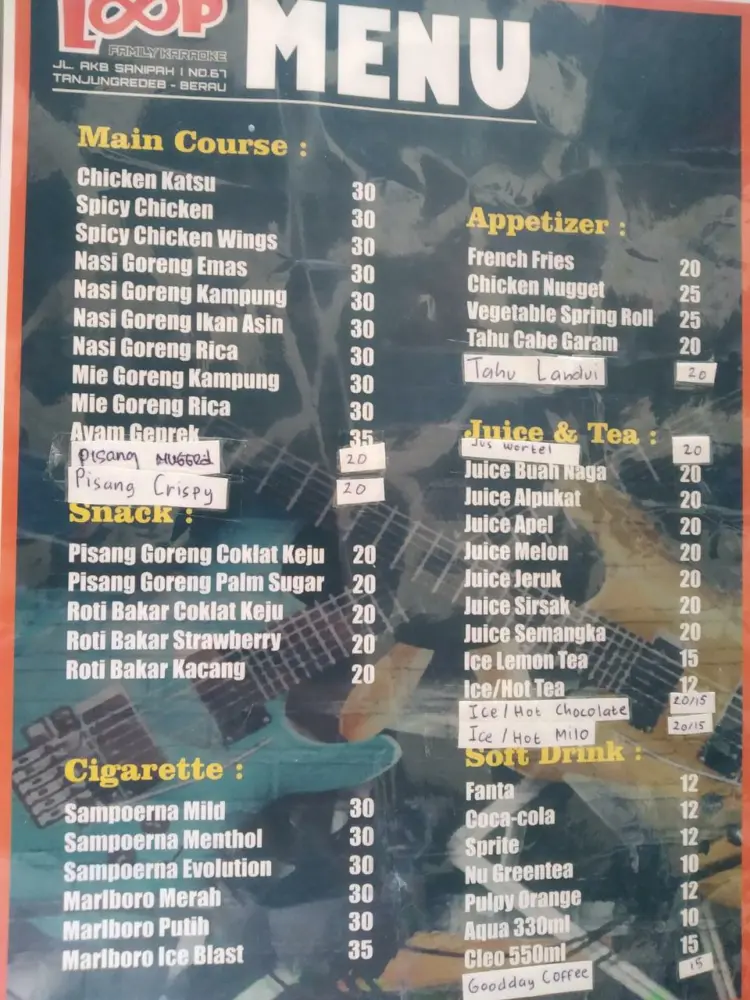 LOOP
FAMILY KARAOKE
JL. AKB SANIPAH I NO.67
TANJUNGREDEB - BERAU
MENU
Main Course :
Chicken Katsu 30
Spicy Chicken 30
Spicy Chicken Wings 30
Nasi Goreng Emas 30
Nasi Goreng Kampung 30
Nasi Goreng Ikan Asin 30
Nasi Goreng Rica 30
Mie Goreng Kampung 30
Mie Goreng Rica 30
Ayam Geprek 35
Pisang 20
Pisang Crispy 20
Snack :
Pisang Goreng Coklat Keju 20
Pisang Goreng Palm Sugar 20
Roti Bakar Coklat Keju 20
Roti Bakar Strawberry 20
Roti Bakar Kacang 20
Cigarette :
Sampoerna Mild 30
Sampoerna Menthol 30
Sampoerna Evolution 30
Marlboro Merah 30
Marlboro Putih 30
Marlboro Ice Blast 35
Appetizer :
French Fries 20
Chicken Nugget 25
Vegetable Spring Roll 25
Tahu Cabe Garam 20
Tahu 20
Juice & Tea :
Jus Wortel 20
Juice Buah Naga 20
Juice Alpukat 20
Juice Apel 20
Juice Melon 20
Juice Jeruk 20
Juice Sirsak 20
Juice Semangka 20
Ice Lemon Tea 15
Ice/Hot Tea 12
Ice/Hot Chocolate 20/15
Ice/Hot Milo 20/15
Soft Drink :
Fanta 12
Coca-cola 12
Sprite 12
Nu Greentea 10
Pulpy Orange 12
Aqua 330ml 10
Cleo 550ml 15
Goodday Coffee 15